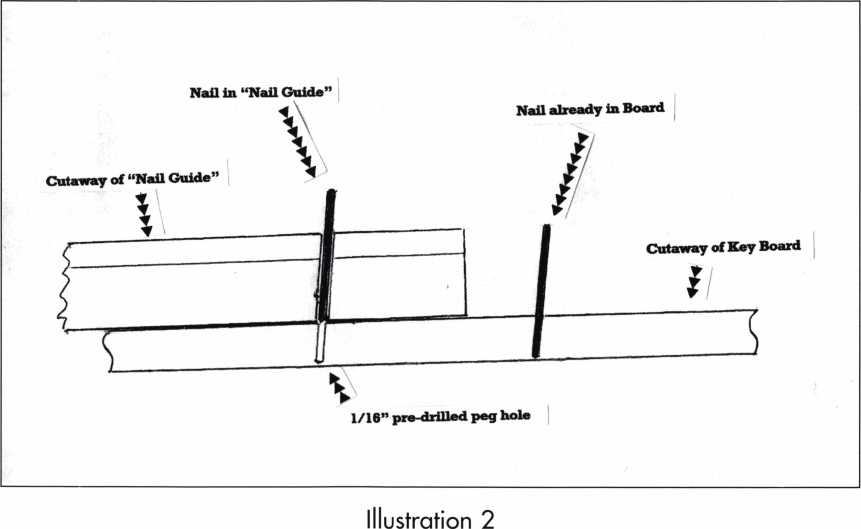 Nail in “Nail Guide”
Nail already in Board
Cutaway of “Nail Guide”
Cutaway of Key Board
1/16” pre-drilled peg hole
Illustration 2